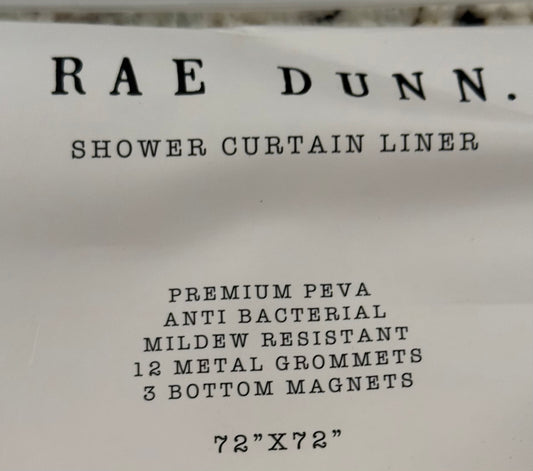 RAE DUNN.
SHOWER CURTAIN LINER
PREMIUM PEVA
ANTI BACTERIAL
MILDEW RESISTANT
12 METAL GROMMETS
3 BOTTOM MAGNETS
72”X72”